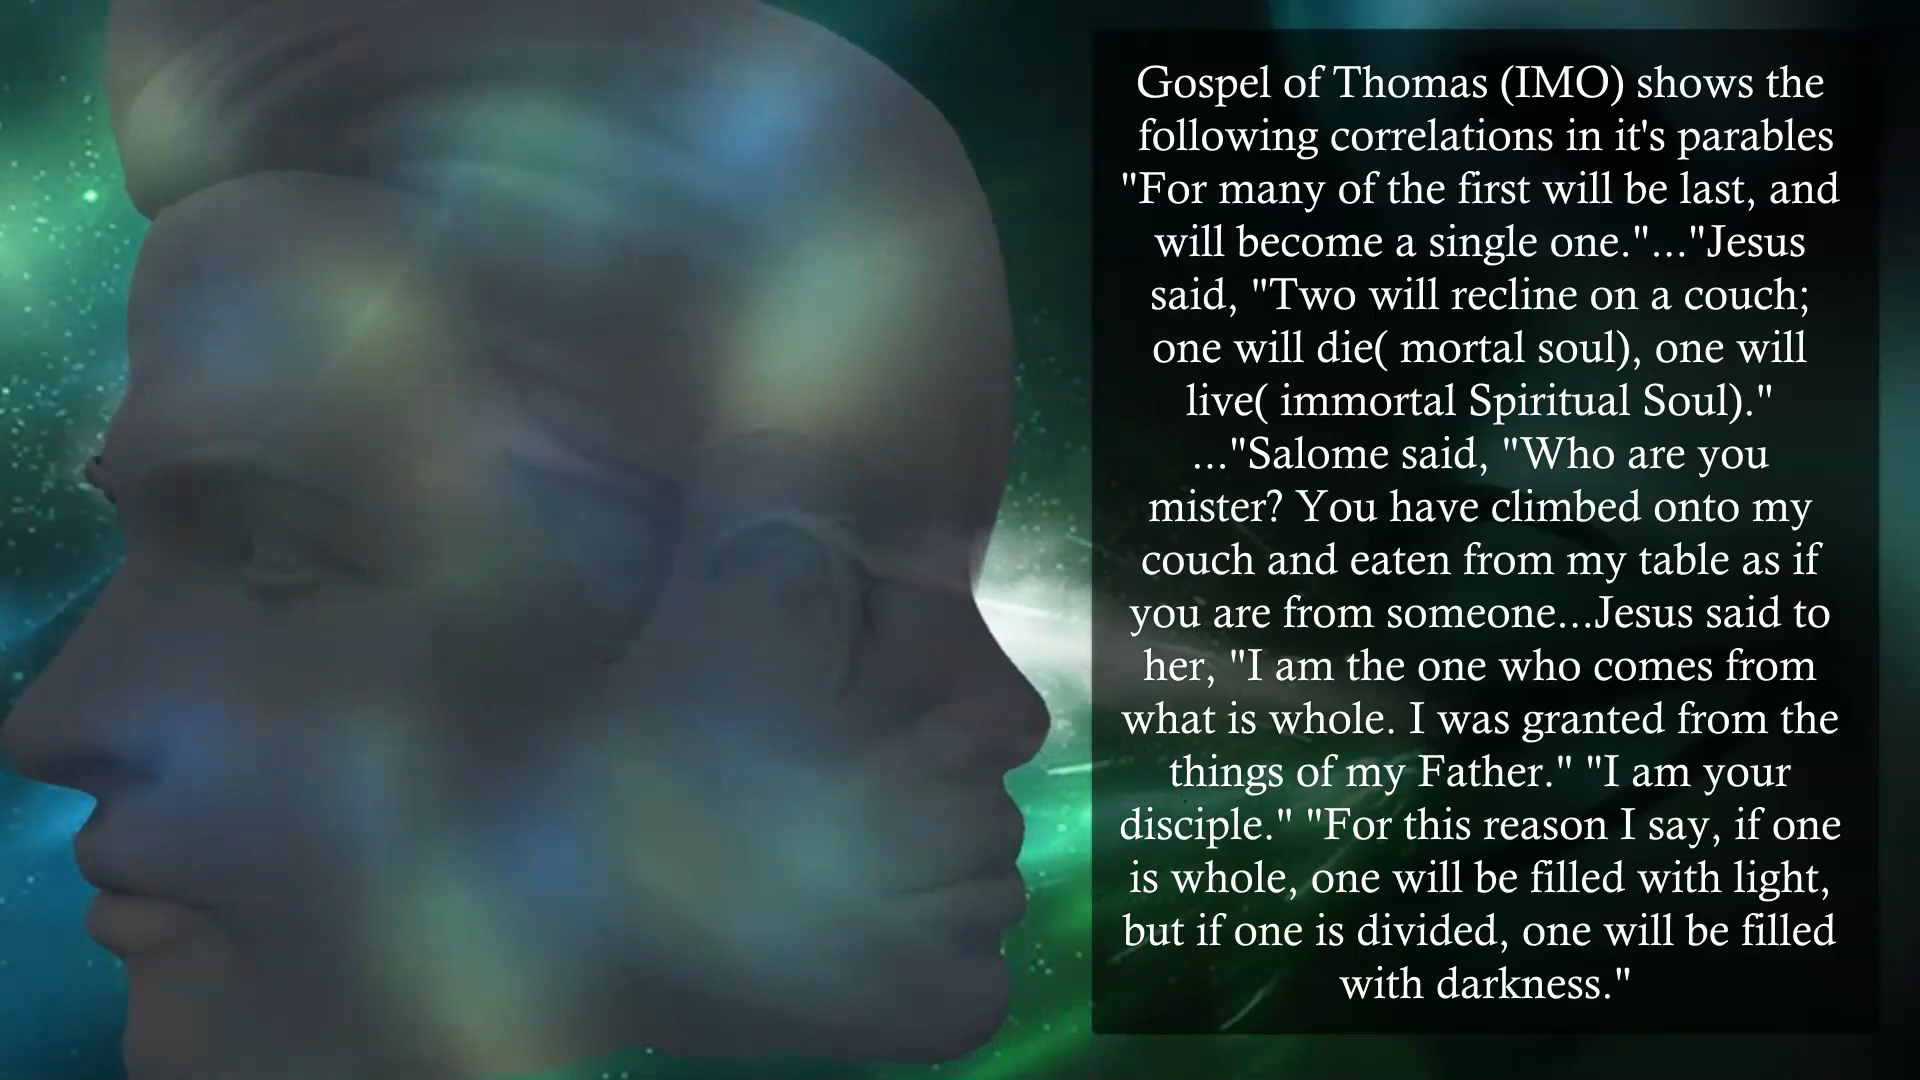 Gospel of Thomas (IMO) shows the
following correlations in it's parables
"For many of the first will be last, and
will become a single one."..."Jesus
said, "Two will recline on a couch;
one will die( mortal soul), one will
live( immortal Spiritual Soul)."
..."Salome said, "Who are you
mister? You have climbed onto my
couch and eaten from my table as if
you are from someone...Jesus said to
her, "I am the one who comes from
what is whole. I was granted from the
things of my Father." "I am your
disciple." "For this reason I say, if one
is whole, one will be filled with light,
but if one is divided, one will be filled
with darkness."